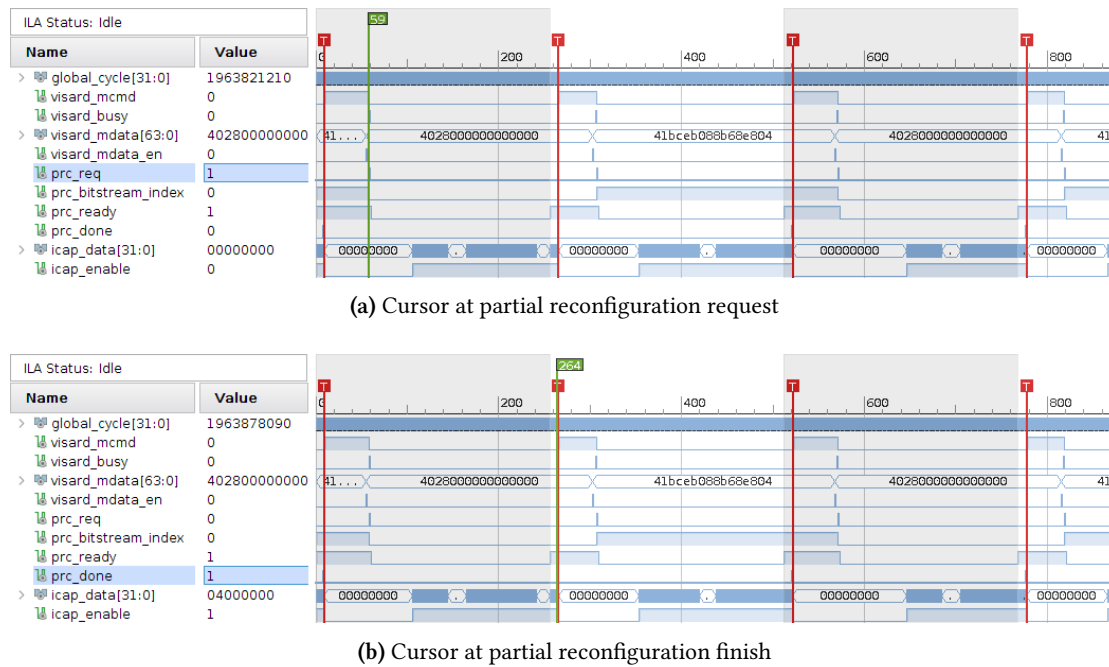 ILA Status: Idle
59
Name Value
T T T T
0 200 400 600 800
global_cycle[31:0] 1963821210
visard_mcmd 0
visard_busy 0
visard_mdata[63:0] 402800000000 41... 4028000000000000 41bceb088b68e804 4028000000000000 41
visard_mdata_en 0
prc_req 1
prc_bitstream_index 0
prc_ready 1
prc_done 0
icap_data[31:0] 00000000 00000000 . 00000000 . 00000000 . 00000000
icap_enable 0
(a) Cursor at partial reconfiguration request
ILA Status: Idle
264
Name Value
T T T T
0 200 400 600 800
global_cycle[31:0] 1963878090
visard_mcmd 0
visard_busy 0
visard_mdata[63:0] 402800000000 41... 4028000000000000 41bceb088b68e804 4028000000000000 41
visard_mdata_en 0
prc_req 0
prc_bitstream_index 0
prc_ready 1
prc_done 1
icap_data[31:0] 04000000 00000000 . 00000000 . 00000000 . 00000000
icap_enable 1
(b) Cursor at partial reconfiguration finish